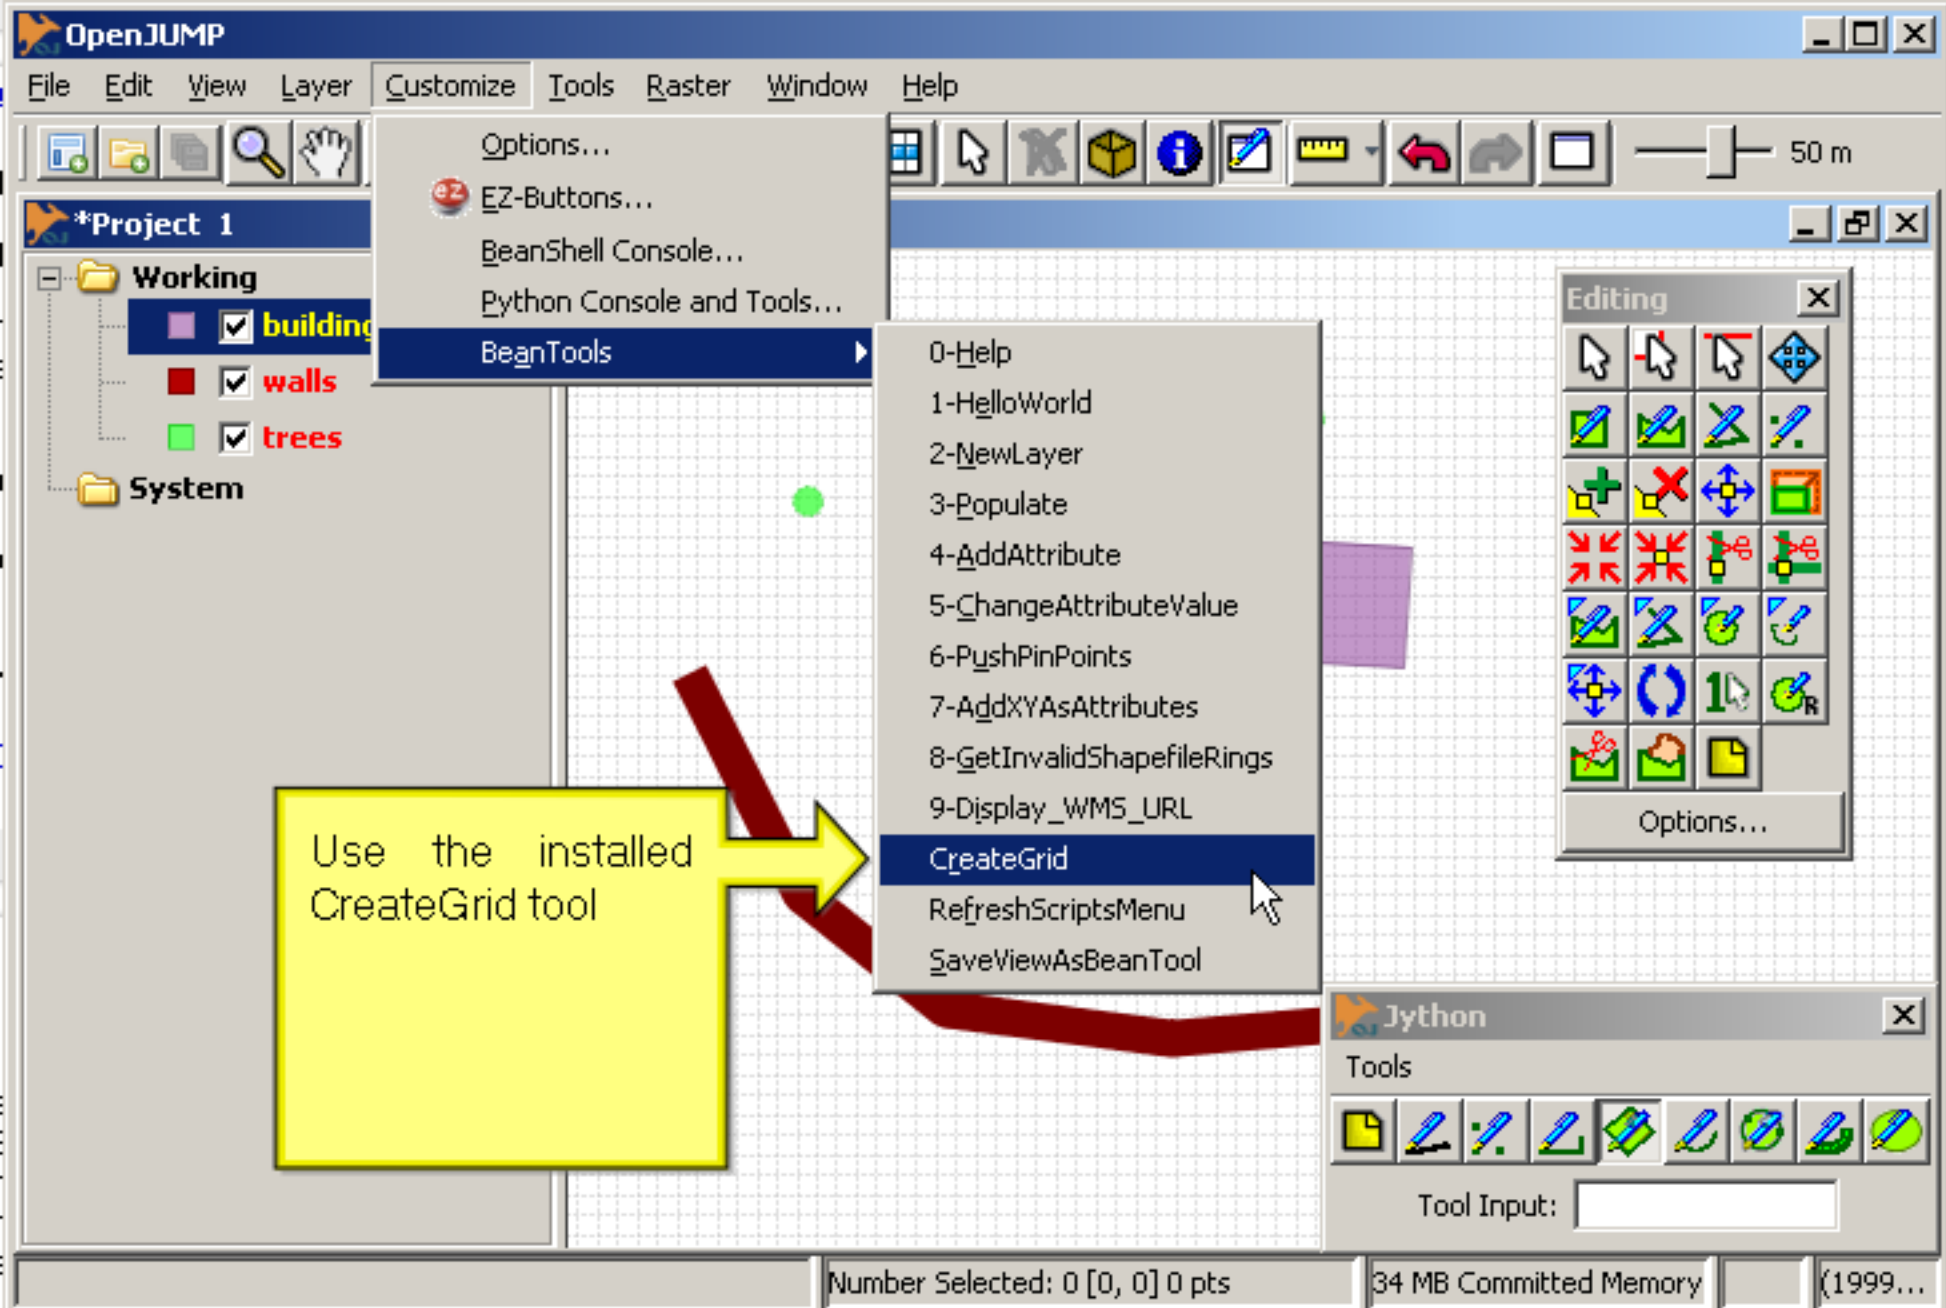 OpenJUMP
File Edit View Layer Customize Tools Raster Window Help
50 m
Options...
EZ-Buttons...
BeanShell Console...
Python Console and Tools...
BeanTools
*Project 1
Working
building
walls
trees
System
0-Help
1-HelloWorld
2-NewLayer
3-Populate
4-AddAttribute
5-ChangeAttributeValue
6-PushPinPoints
7-AddXYAsAttributes
8-GetInvalidShapefileRings
9-Display_WMS_URL
CreateGrid
RefreshScriptsMenu
SaveViewAsBeanTool
Use the installed
CreateGrid tool
Editing
Options...
Jython
Tools
Tool Input:
Number Selected: 0 [0, 0] 0 pts
34 MB Committed Memory
(1999...